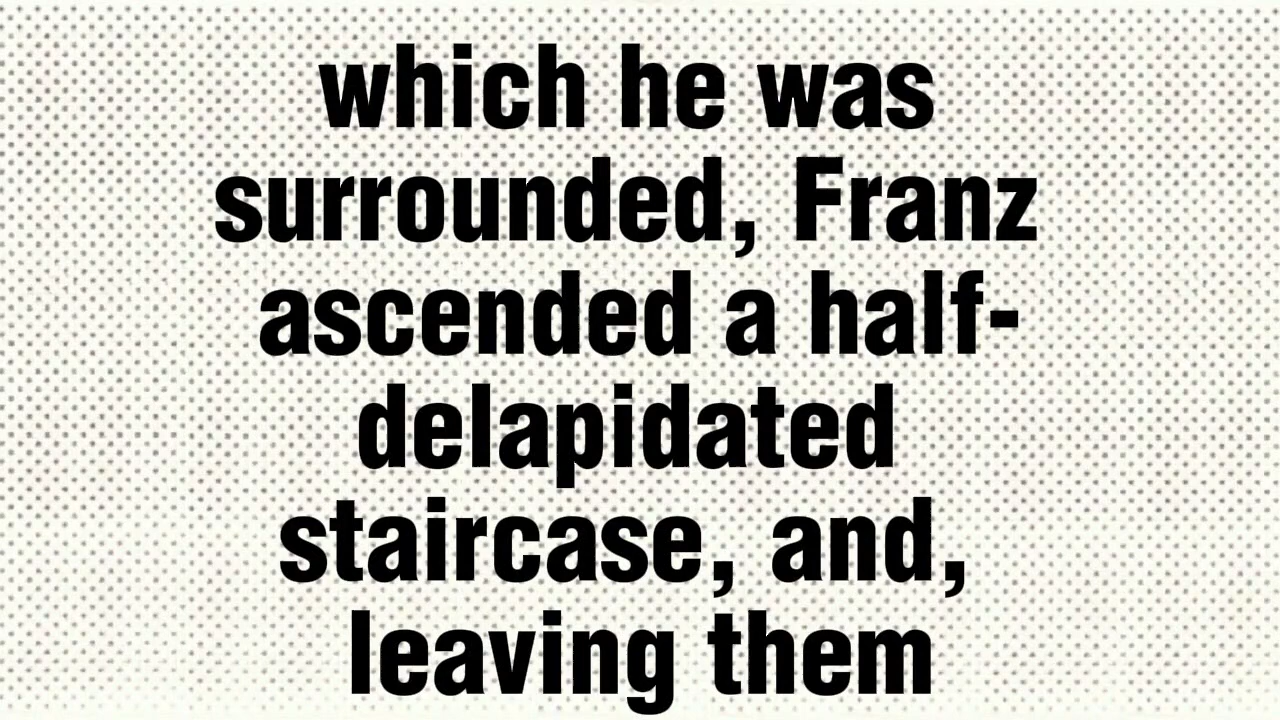 which he was
surrounded, Franz
ascended a half-
delapidated
staircase, and,
leaving them